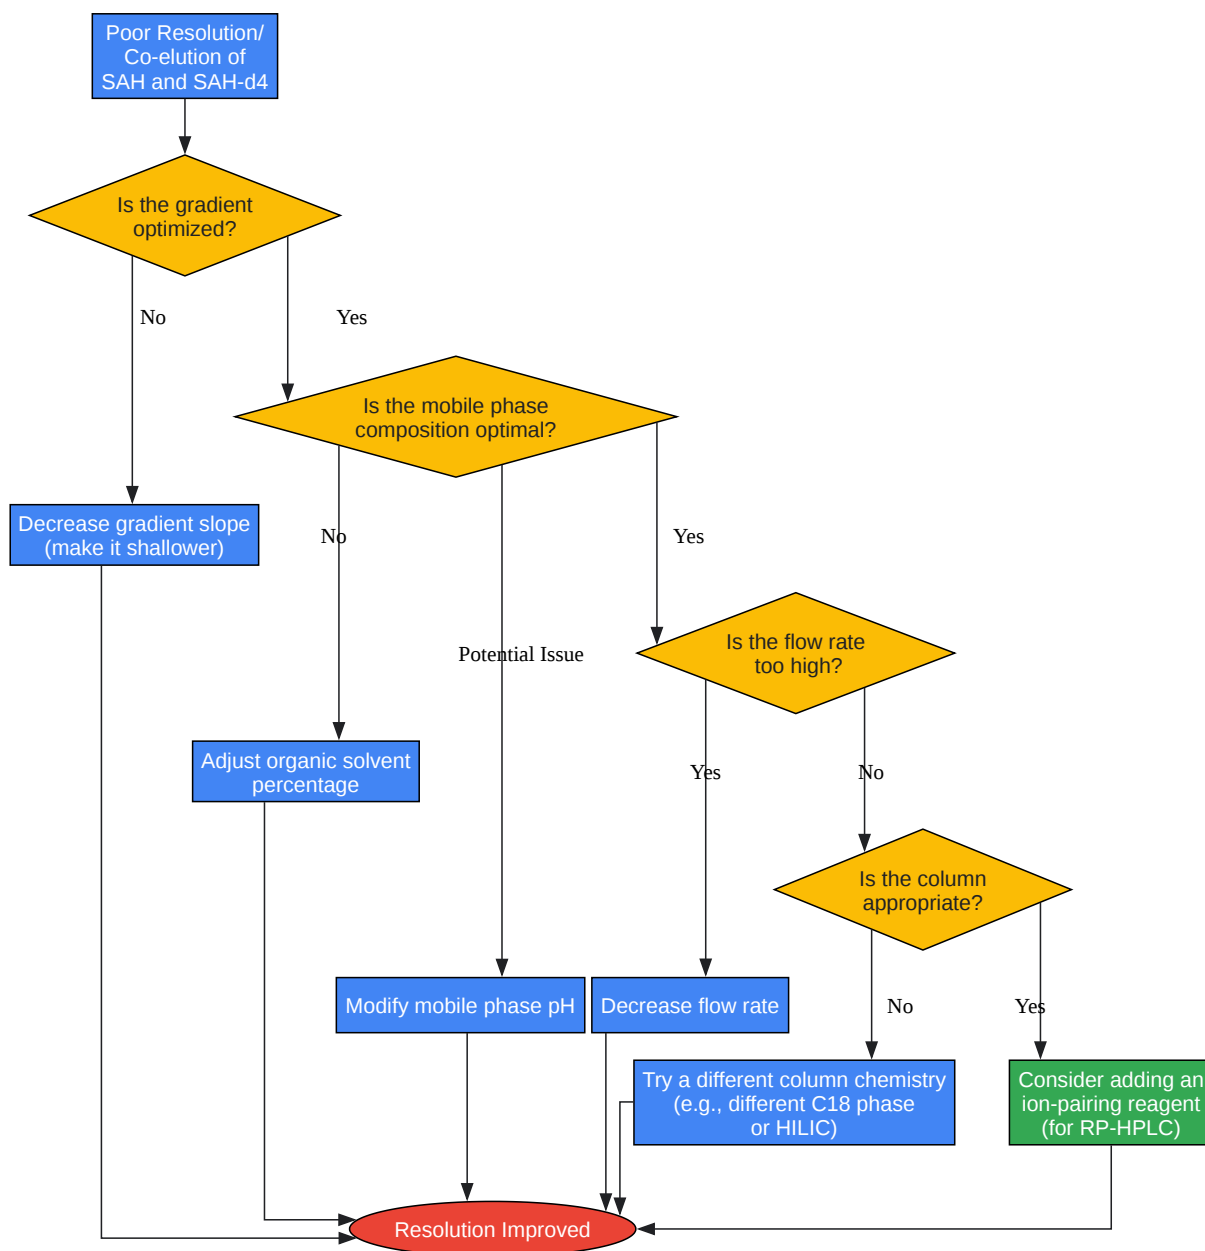 Poor Resolution/
Co-elution of
SAH and SAH-d4
Is the gradient
optimized?
No
Yes
Is the mobile phase
composition optimal?
Decrease gradient slope
(make it shallower)
No
Yes
Potential Issue
Is the flow rate
too high?
Adjust organic solvent
percentage
Yes
No
Is the column
appropriate?
Modify mobile phase pH
Decrease flow rate
No
Yes
Try a different column chemistry
(e.g., different C18 phase
or HILIC)
Consider adding an
ion-pairing reagent
(for RP-HPLC)
Resolution Improved